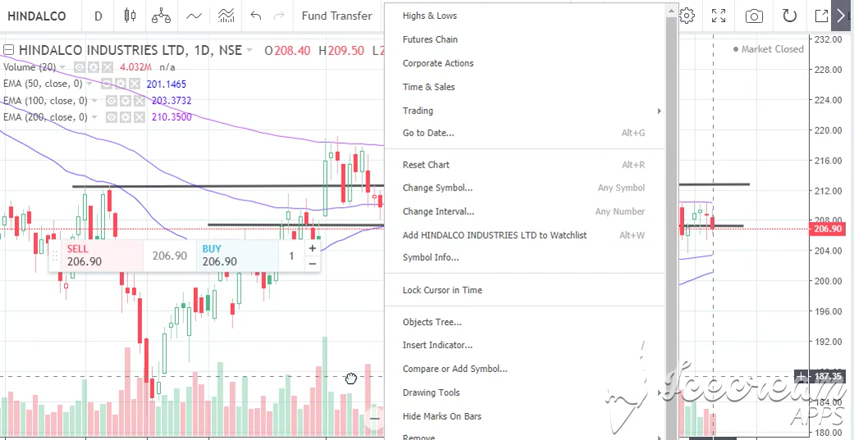 HINDALCO D Fund Transfer
HINDALCO INDUSTRIES LTD, 1D, NSE O208.40 H209.50
Volume (20) 4.032M n/a
EMA (50, close, 0) 201.1465
EMA (100, close, 0) 203.3732
EMA (200, close, 0) 210.3500
SELL
206.90
206.90
BUY
206.90
1
Highs & Lows
Futures Chain
Corporate Actions
Time & Sales
Trading
Go to Date... Alt+G
Reset Chart Alt+R
Change Symbol... Any Symbol
Change Interval... Any Number
Add HINDALCO INDUSTRIES LTD to Watchlist Alt+W
Symbol Info...
Lock Cursor in Time
Objects Tree...
Insert Indicator...
Compare or Add Symbol...
Drawing Tools
Hide Marks On Bars
Remove
Market Closed
232.00
228.00
224.00
220.00
216.00
212.00
208.00
206.90
204.00
200.00
196.00
192.00
187.35
184.00
180.00
Icecream
APPS